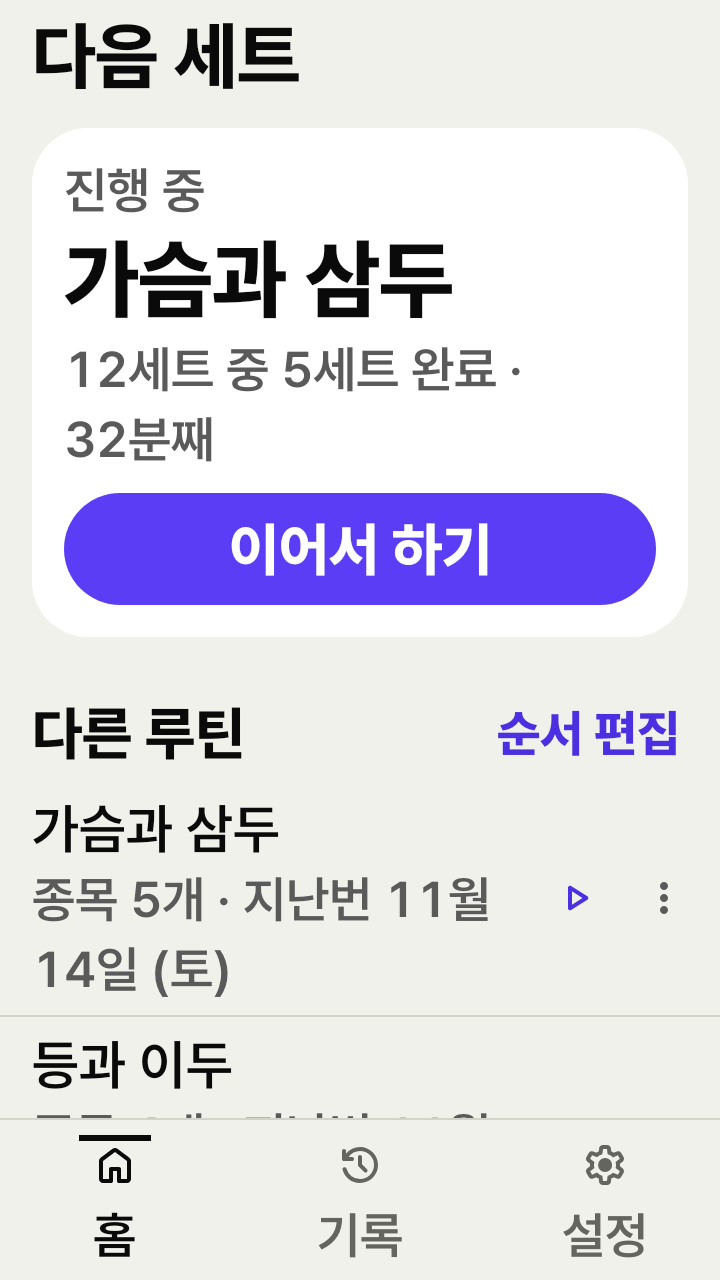 다음 세트
진행 중
가슴과 삼두
12세트 중 5세트 완료 ·
32분째
이어서 하기
다른 루틴
순서 편집
가슴과 삼두
종목 5개 · 지난번 11월
14일 (토)
등과 이두
홈
기록
설정